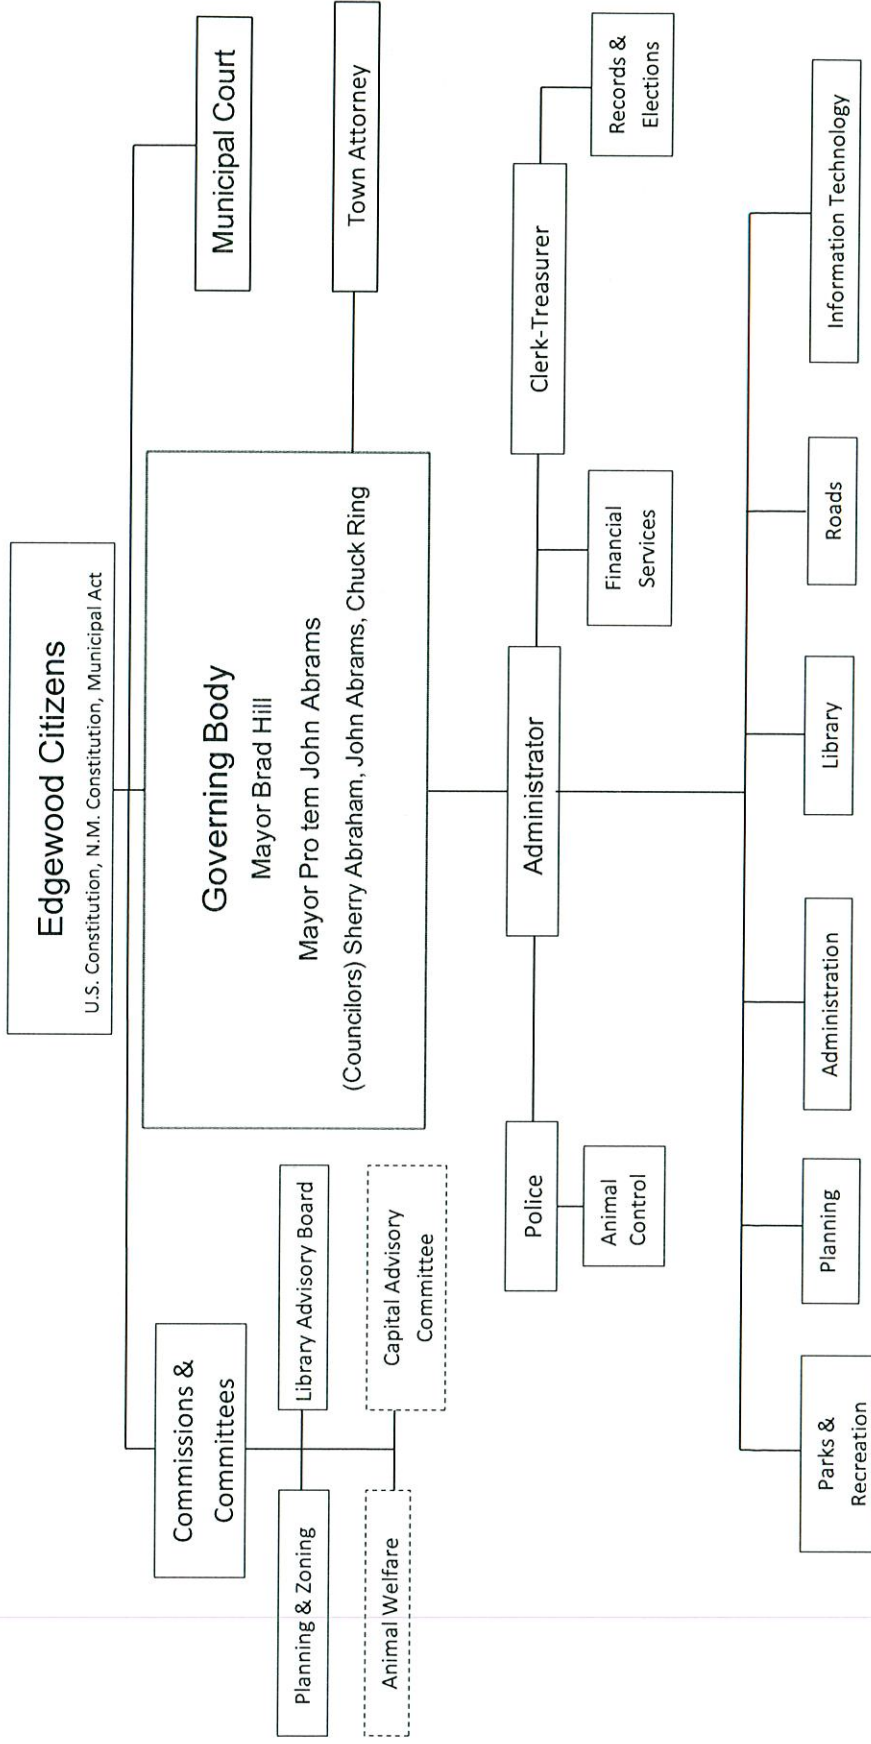 Edgewood Citizens
U.S. Constitution, N.M. Constitution, Municipal Act
Commissions &
Committees
Municipal Court
Governing Body
Mayor Brad Hill
Mayor Pro tem John Abrams
(Councilors) Sherry Abraham, John Abrams, Chuck Ring
Planning & Zoning
Library Advisory Board
Town Attorney
Animal Welfare
Capital Advisory
Committee
Police
Administrator
Clerk-Treasurer
Animal
Control
Financial
Services
Records &
Elections
Parks &
Recreation
Planning
Administration
Library
Roads
Information Technology